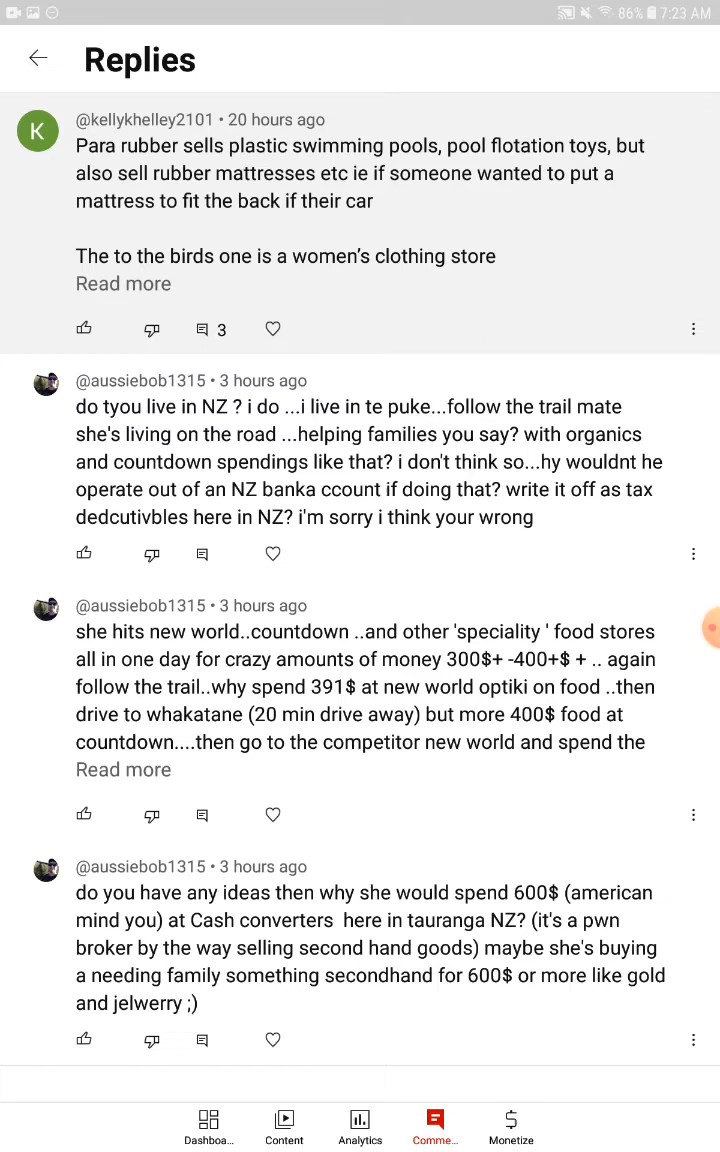 86% 7:23 AM
Replies
K
@kellykhelley2101 • 20 hours ago
Para rubber sells plastic swimming pools, pool flotation toys, but
also sell rubber mattresses etc ie if someone wanted to put a
mattress to fit the back if their car
The to the birds one is a women’s clothing store
Read more
3
@aussiebob1315 • 3 hours ago
do tyou live in NZ ? i do ...i live in te puke...follow the trail mate
she's living on the road ...helping families you say? with organics
and countdown spendings like that? i don't think so...hy wouldnt he
operate out of an NZ banka ccount if doing that? write it off as tax
dedcutivbles here in NZ? i'm sorry i think your wrong
@aussiebob1315 • 3 hours ago
she hits new world..countdown ..and other 'speciality ' food stores
all in one day for crazy amounts of money 300$+ -400+$ + .. again
follow the trail..why spend 391$ at new world optiki on food ..then
drive to whakatane (20 min drive away) but more 400$ food at
countdown....then go to the competitor new world and spend the
Read more
@aussiebob1315 • 3 hours ago
do you have any ideas then why she would spend 600$ (american
mind you) at Cash converters  here in tauranga NZ? (it's a pwn
broker by the way selling second hand goods) maybe she's buying
a needing family something secondhand for 600$ or more like gold
and jelwerry ;)
Dashboa... Content Analytics Comme... Monetize